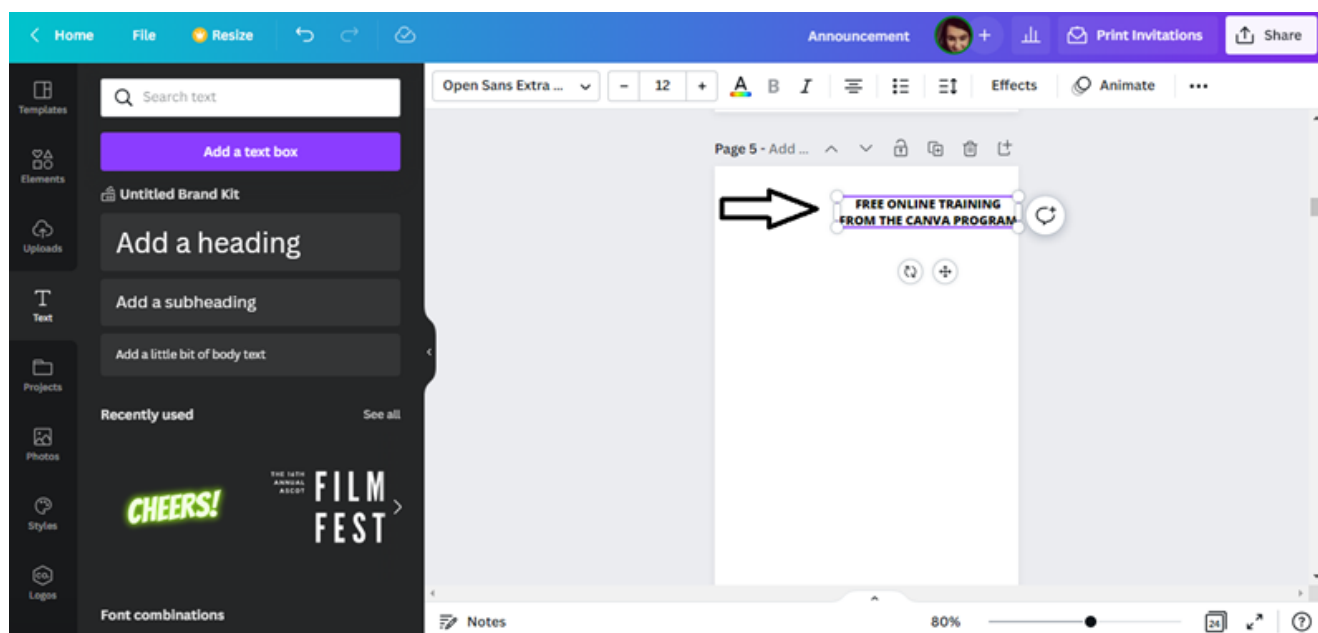 Home File Resize Announcement + Print Invitations Share
Templates
Elements
Uploads
Text
Projects
Photos
Styles
CO.
Logos
Search text
Add a text box
Untitled Brand Kit
Add a heading
Add a subheading
Add a little bit of body text
Recently used See all
CHEERS!
THE 14TH
ANNUAL
ASCOT
FILM
FEST
Font combinations
Open Sans Extra ... – 12 + A B I Effects Animate ...
Page 5 - Add ...
FREE ONLINE TRAINING
FROM THE CANVA PROGRAM
Notes 80% 24 ?